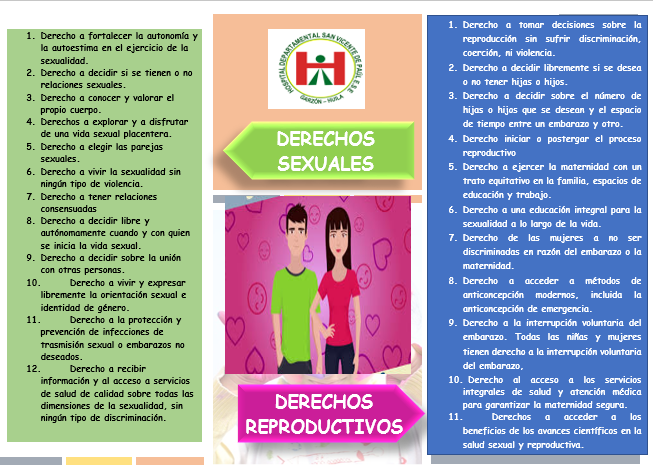 1. Derecho a fortalecer la autonomía y
la autoestima en el ejercicio de la
sexualidad.
2. Derecho a decidir si se tienen o no
relaciones sexuales.
3. Derecho a conocer y valorar el
propio cuerpo.
4. Derechos a explorar y a disfrutar
de una vida sexual placentera.
5. Derecho a elegir las parejas
sexuales.
6. Derecho a vivir la sexualidad sin
ningún tipo de violencia.
7. Derecho a tener relaciones
consensuadas
8. Derecho a decidir libre y
autónomamente cuando y con quien
se inicia la vida sexual.
9. Derecho a decidir sobre la unión
con otras personas.
10. Derecho a vivir y expresar
libremente la orientación sexual e
identidad de género.
11. Derecho a la protección y
prevención de infecciones de
trasmisión sexual o embarazos no
deseados.
12. Derecho a recibir
información y al acceso a servicios
de salud de calidad sobre todas las
dimensiones de la sexualidad, sin
ningún tipo de discriminación.
HOSPITAL DEPARTAMENTAL SAN VICENTE DE PAÚL E.S.E.
GARZÓN - HUILA
DERECHOS
SEXUALES
DERECHOS
REPRODUCTIVOS
1. Derecho a tomar decisiones sobre la
reproducción sin sufrir discriminación,
coerción, ni violencia.
2. Derecho a decidir libremente si se desea
o no tener hijas o hijos.
3. Derecho a decidir sobre el número de
hijas o hijos que se desean y el espacio
de tiempo entre un embarazo y otro.
4. Derecho iniciar o postergar el proceso
reproductivo
5. Derecho a ejercer la maternidad con un
trato equitativo en la familia, espacios de
educación y trabajo.
6. Derecho a una educación integral para la
sexualidad a lo largo de la vida.
7. Derecho de las mujeres a no ser
discriminadas en razón del embarazo o la
maternidad.
8. Derecho a acceder a métodos de
anticoncepción modernos, incluida la
anticoncepción de emergencia.
9. Derecho a la interrupción voluntaria del
embarazo. Todas las niñas y mujeres
tienen derecho a la interrupción voluntaria
del embarazo,
10. Derecho al acceso a los servicios
integrales de salud y atención médica
para garantizar la maternidad segura.
11. Derechos a acceder a los
beneficios de los avances científicos en la
salud sexual y reproductiva.